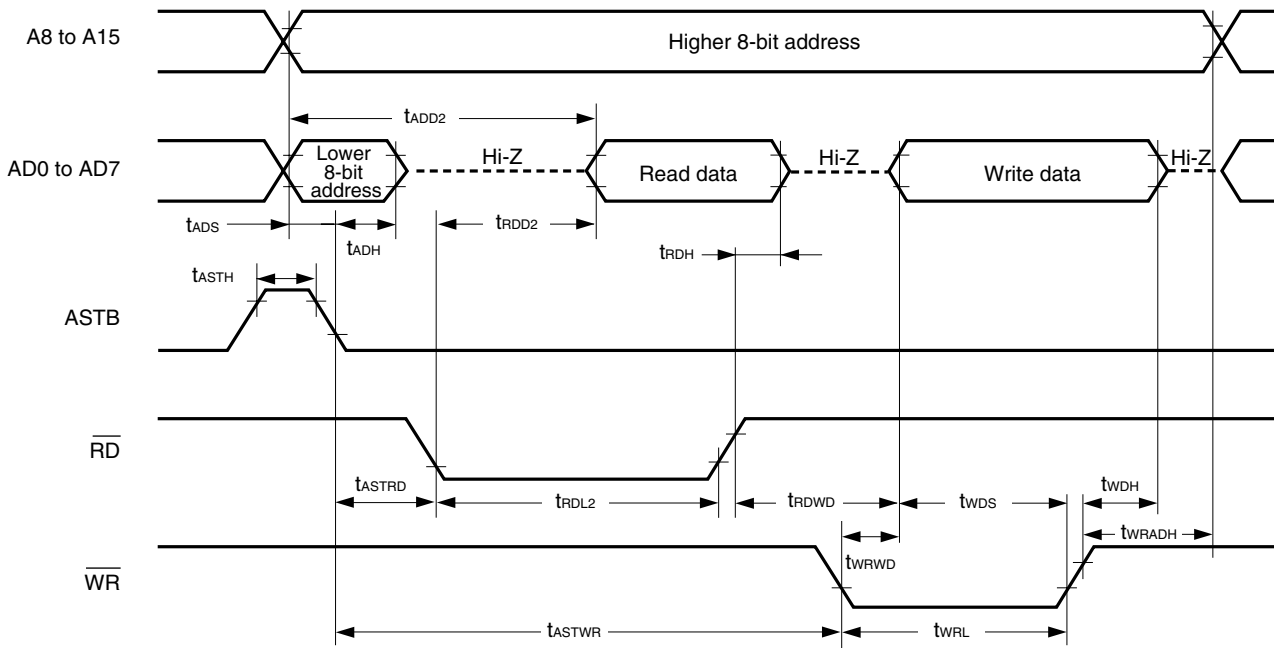 A8 to A15
Higher 8-bit address
tADD2
AD0 to AD7
Lower
8-bit
address
Hi-Z
Read data
Hi-Z
Write data
Hi-Z
tADS
tADH
tRDD2
tRDH
tASTH
ASTB
RD
tASTRD
tRDL2
tRDWD
tWDS
tWDH
tWRADH
tWRWD
WR
tASTWR
tWRL